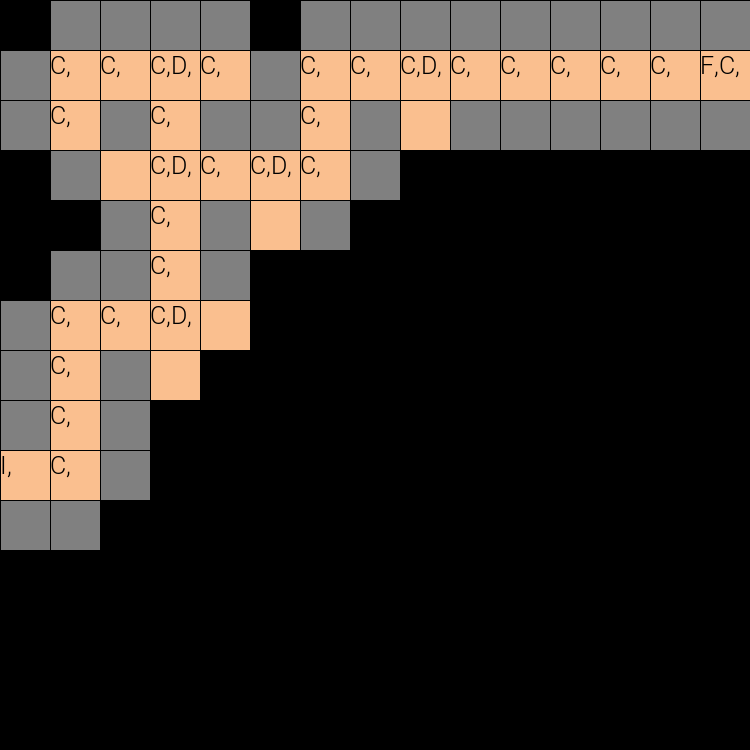 C, C, C,D, C, C, C, C,D, C, C, C, C, C, F,C,
C, C, C,
C,D, C, C,D, C,
C,
C,
C, C, C,D,
C,
C,
I, C,